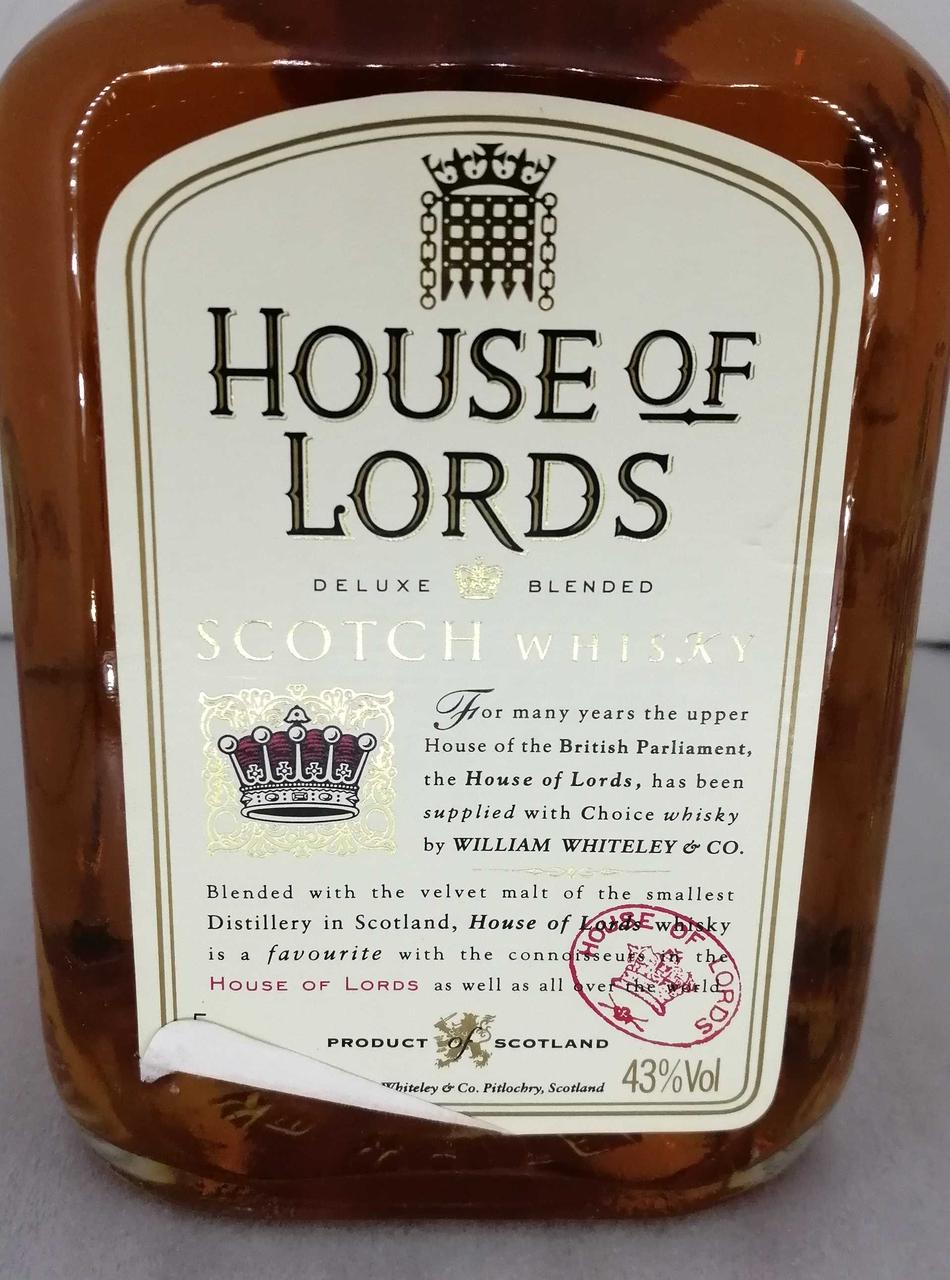 HOUSE OF
LORDS
DELUXE BLENDED
SCOTCH WHISKY
For many years the upper
House of the British Parliament,
the House of Lords, has been
supplied with Choice whisky
by WILLIAM WHITELEY & CO.
Blended with the velvet malt of the smallest
Distillery in Scotland, House of Lords whisky
is a favourite with the connoisseurs in the
HOUSE OF LORDS as well as all over the world.
HOUSE OF LORDS
PRODUCT of SCOTLAND
Whiteley & Co. Pitlochry, Scotland 43%Vol